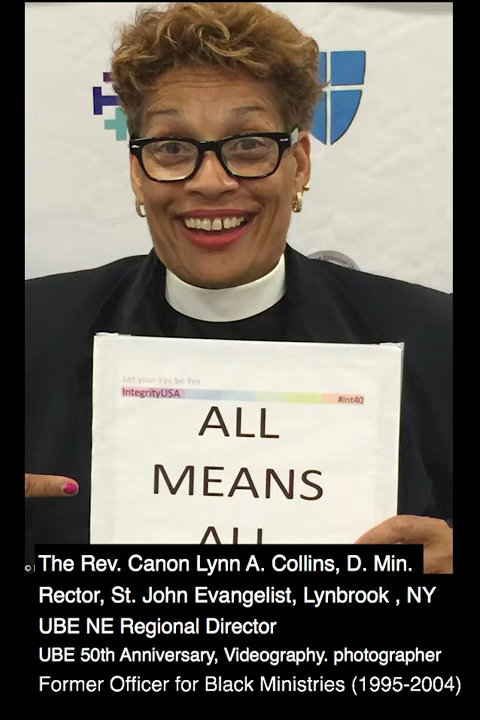 Let your Yes be Yes
IntegrityUSA #int40
ALL
MEANS
ALL
©
The Rev. Canon Lynn A. Collins, D. Min.
Rector, St. John Evangelist, Lynbrook , NY
UBE NE Regional Director
UBE 50th Anniversary, Videography. photographer
Former Officer for Black Ministries (1995-2004)